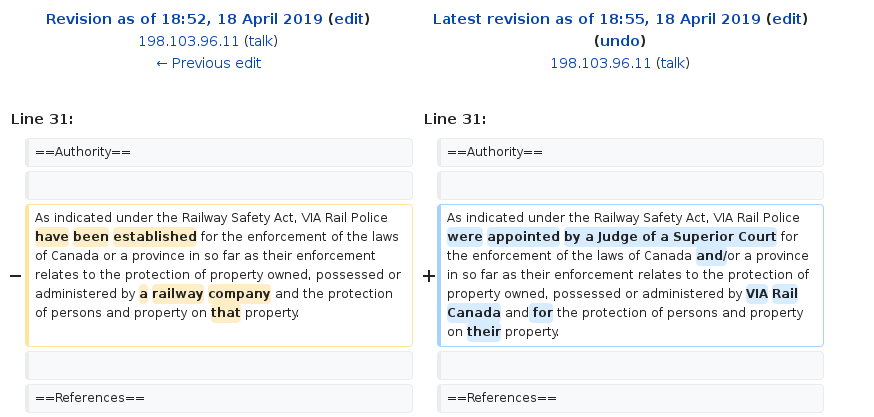 Revision as of 18:52, 18 April 2019 (edit)
198.103.96.11 (talk)
← Previous edit
Latest revision as of 18:55, 18 April 2019 (edit)
(undo)
198.103.96.11 (talk)
Line 31:
Line 31:
==Authority==
==Authority==
− As indicated under the Railway Safety Act, VIA Rail Police
have been established for the enforcement of the laws
of Canada or a province in so far as their enforcement
relates to the protection of property owned, possessed or
administered by a railway company and the protection
of persons and property on that property.
+ As indicated under the Railway Safety Act, VIA Rail Police
were appointed by a Judge of a Superior Court for
the enforcement of the laws of Canada and/or a province
in so far as their enforcement relates to the protection of
property owned, possessed or administered by VIA Rail
Canada and for the protection of persons and property
on their property.
==References==
==References==